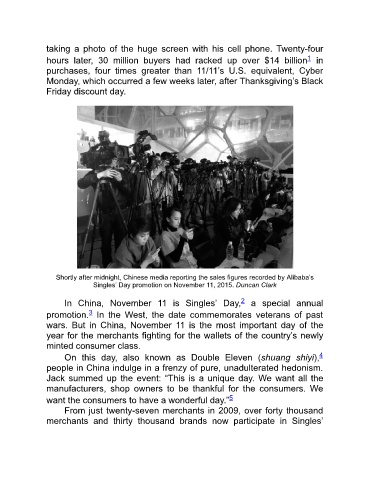 taking a photo of the huge screen with his cell phone. Twenty-four
hours later, 30 million buyers had racked up over $14 billion1 in
purchases, four times greater than 11/11's U.S. equivalent, Cyber
Monday, which occurred a few weeks later, after Thanksgiving's Black
Friday discount day.
Shortly after midnight, Chinese media reporting the sales figures recorded by Alibaba's
Singles' Day promotion on November 11, 2015. Duncan Clark
In China, November 11 is Singles' Day,2 a special annual
promotion.3 In the West, the date commemorates veterans of past
wars. But in China, November 11 is the most important day of the
year for the merchants fighting for the wallets of the country's newly
minted consumer class.
On this day, also known as Double Eleven (shuang shiyi),4
people in China indulge in a frenzy of pure, unadulterated hedonism.
Jack summed up the event: "This is a unique day. We want all the
manufacturers, shop owners to be thankful for the consumers. We
want the consumers to have a wonderful day."5
From just twenty-seven merchants in 2009, over forty thousand
merchants and thirty thousand brands now participate in Singles'